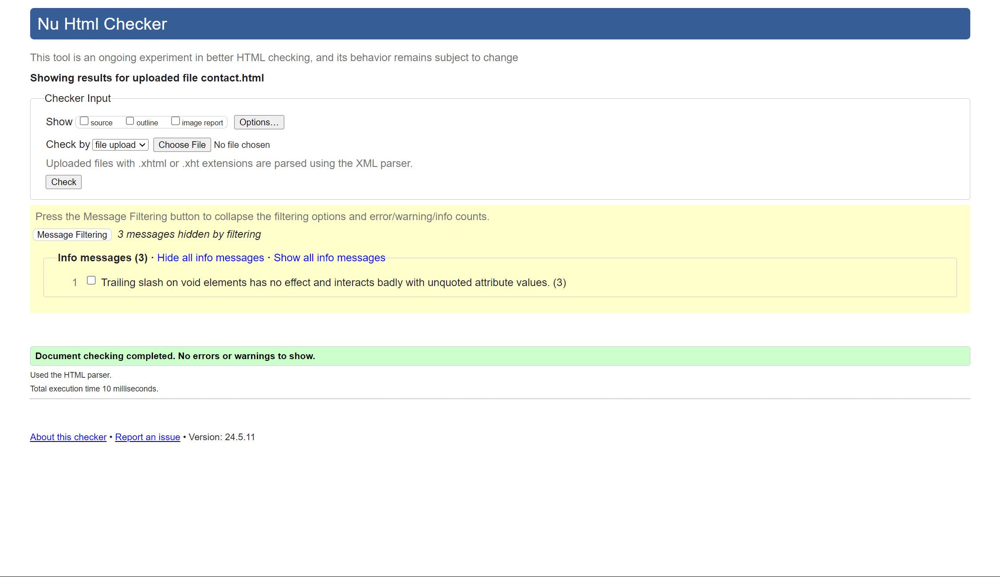 Nu Html Checker
This tool is an ongoing experiment in better HTML checking, and its behavior remains subject to change
Showing results for uploaded file contact.html
Checker Input
Show source outline image report Options...
Check by file upload Choose File No file chosen
Uploaded files with .xhtml or .xht extensions are parsed using the XML parser.
Check
Press the Message Filtering button to collapse the filtering options and error/warning/info counts.
Message Filtering 3 messages hidden by filtering
Info messages (3) · Hide all info messages · Show all info messages
1 Trailing slash on void elements has no effect and interacts badly with unquoted attribute values. (3)
Document checking completed. No errors or warnings to show.
Used the HTML parser.
Total execution time 10 milliseconds.
About this checker • Report an issue • Version: 24.5.11